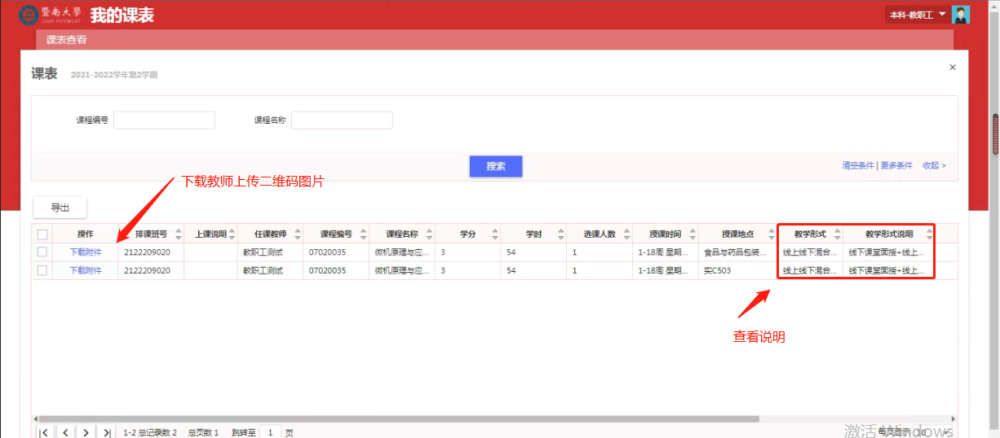 暨南大學 我的课表 本科-教职工
JINAN UNIVERSITY
课表查看
课表 2021-2022学年第2学期 ×
课程编号 课程名称
搜索 清空条件 | 更多条件 收起 >
下载教师上传二维码图片
导出
操作 排课班号 上课说明 任课教师 课程编号 课程名称 学分 学时 选课人数 授课时间 授课地点 教学形式 教学形式说明
下载附件 2122209020 教职工测试 07020035 微机原理与应... 3 54 1 1-18周 星期... 食品与药品包装... 线上线下混合... 线下课堂面授+线上...
下载附件 2122209020 教职工测试 07020035 微机原理与应... 3 54 1 1-18周 星期... 实C503 线上线下混合... 线下课堂面授+线上...
查看说明
1-2 总记录数 2 总页数 1 跳转至 1 页 每页显示 10
激活 Windows